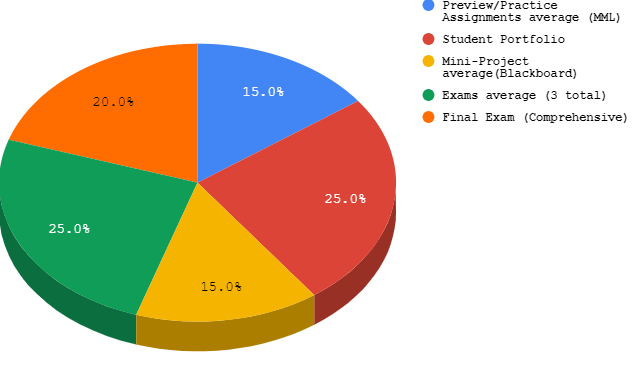 Preview/Practice
Assignments average (MML)
Student Portfolio
Mini-Project
average(Blackboard)
Exams average (3 total)
Final Exam (Comprehensive)
15.0%
20.0%
25.0%
25.0%
15.0%